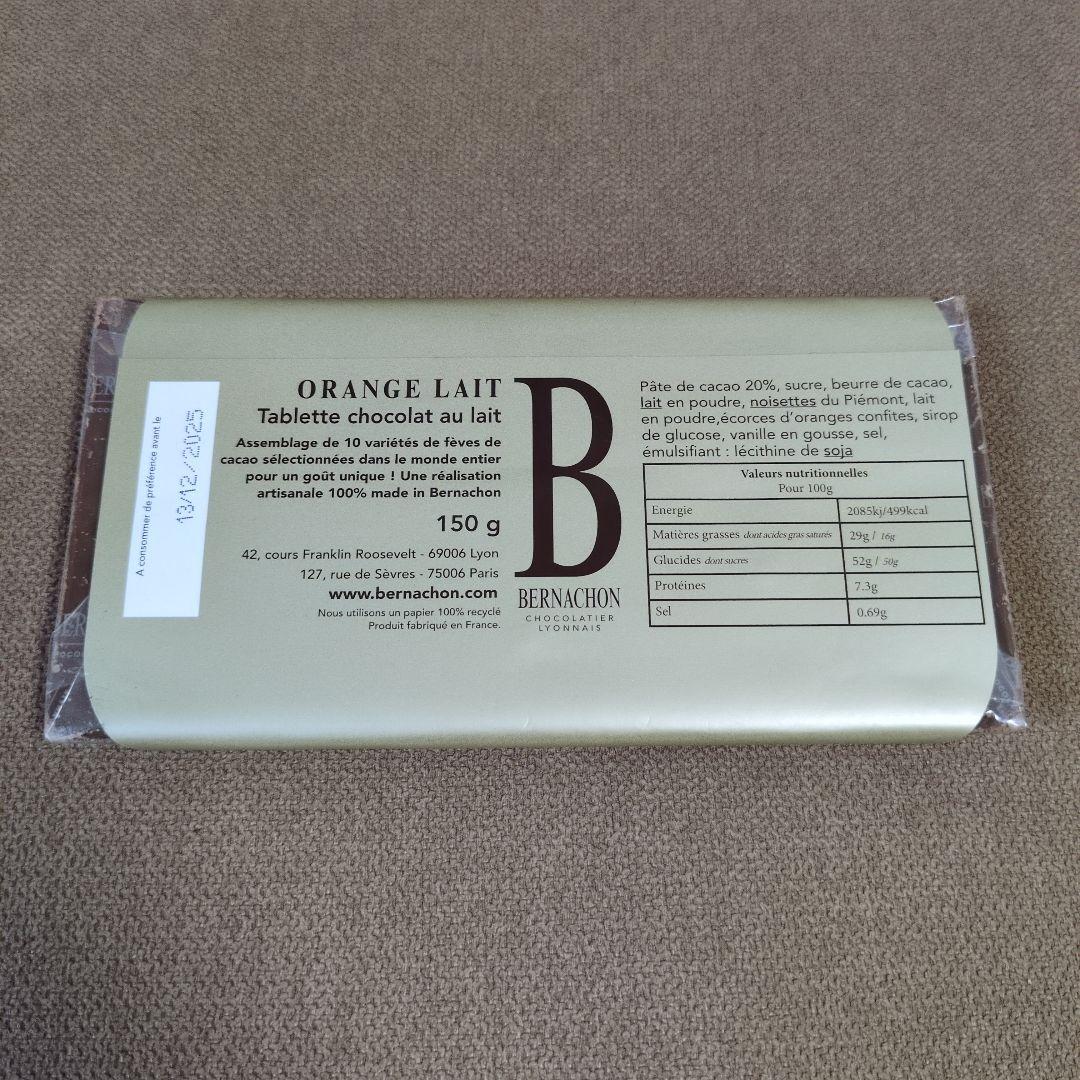 A consommer de préférence avant le
13/12/2025
ORANGE LAIT
Tablette chocolat au lait
Assemblage de 10 variétés de fèves de
cacao sélectionnées dans le monde entier
pour un goût unique ! Une réalisation
artisanale 100% made in Bernachon
150 g
42, cours Franklin Roosevelt - 69006 Lyon
127, rue de Sèvres - 75006 Paris
www.bernachon.com
Nous utilisons un papier 100% recyclé
Produit fabriqué en France.
B
BERNACHON
CHOCOLATIER
LYONNAIS
Pâte de cacao 20%, sucre, beurre de cacao,
lait en poudre, noisettes du Piémont, lait
en poudre,écorces d'oranges confites, sirop
de glucose, vanille en gousse, sel,
émulsifiant : lécithine de soja
Valeurs nutritionnelles
Pour 100g
Energie 2085kj/499kcal
Matières grasses dont acides gras saturés 29g / 16g
Glucides dont sucres 52g / 50g
Protéines 7.3g
Sel 0.69g